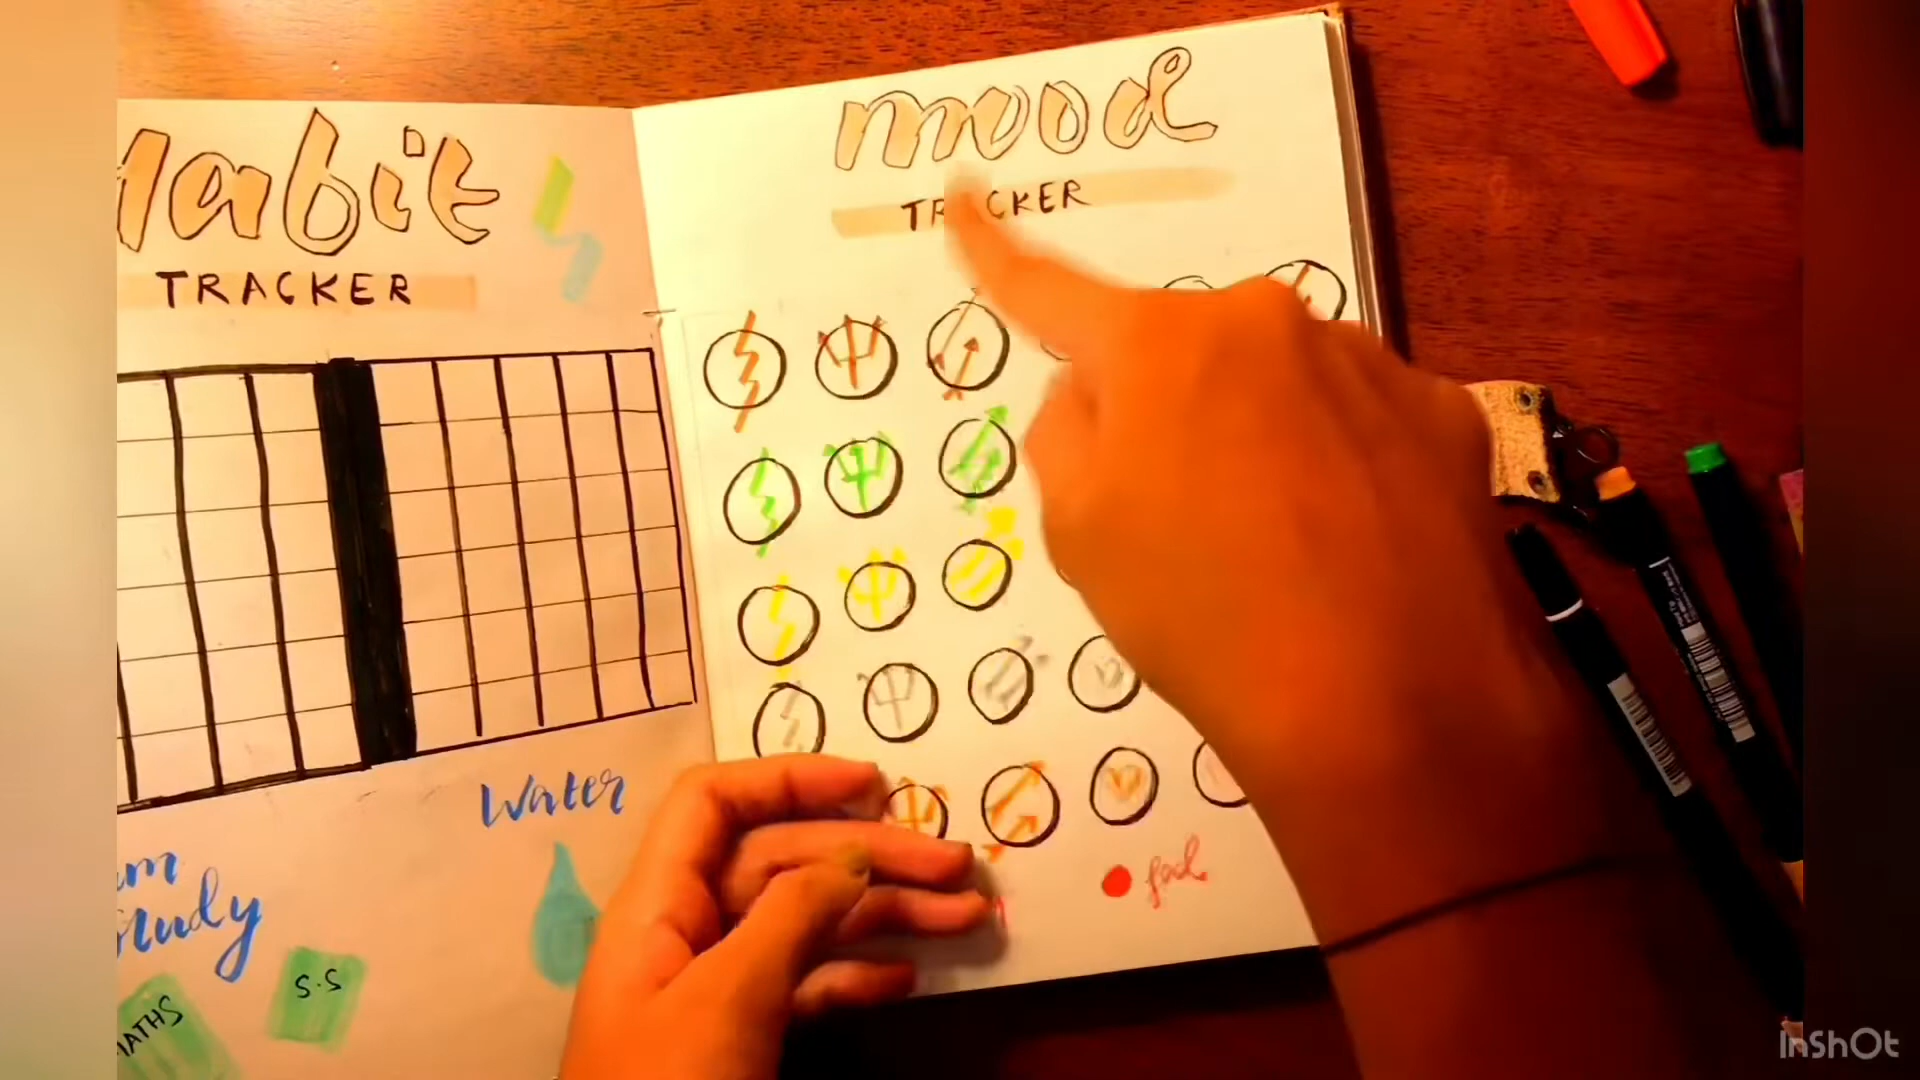 Habit
TRACKER
mood
TRACKER
Water
Study
MATHS
S.S
InShOt